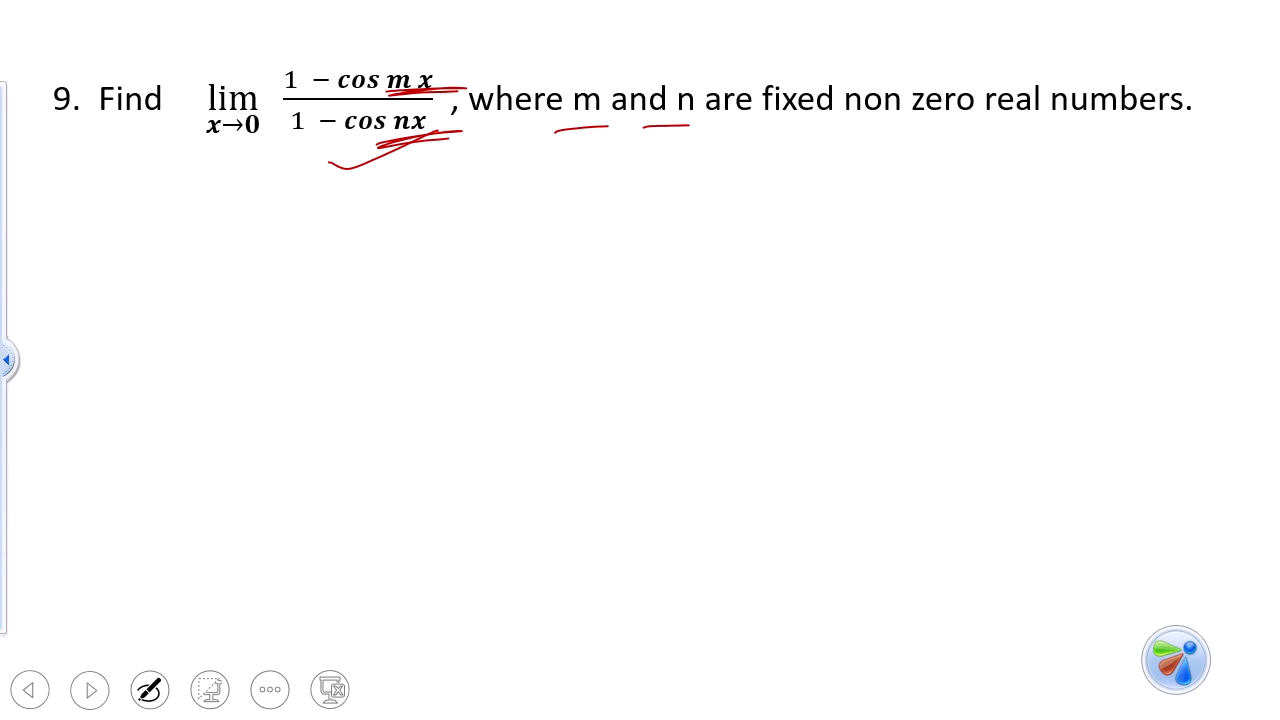 9. Find lim x→0 (1 − cos m x)/(1 − cos nx), where m and n are fixed non zero real numbers.